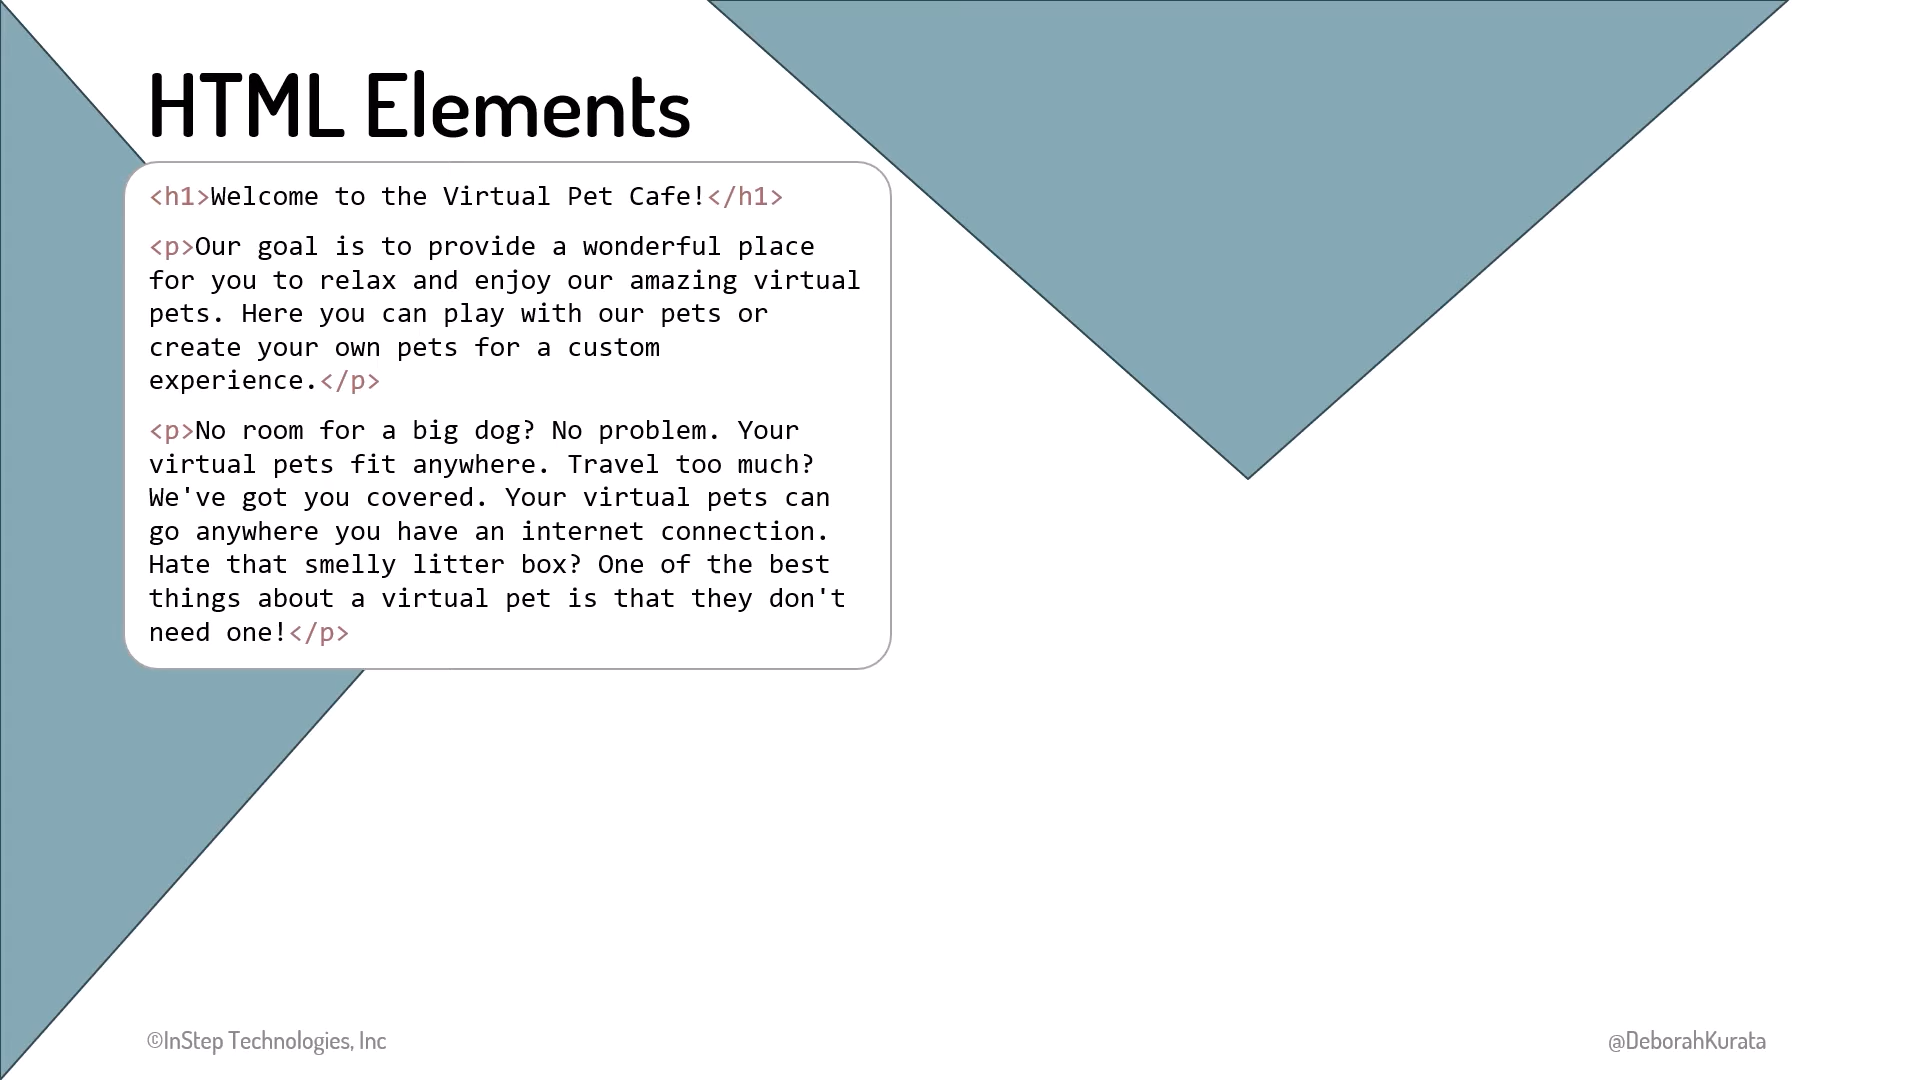 HTML Elements
<h1>Welcome to the Virtual Pet Cafe!</h1>
<p>Our goal is to provide a wonderful place
for you to relax and enjoy our amazing virtual
pets. Here you can play with our pets or
create your own pets for a custom
experience.</p>
<p>No room for a big dog? No problem. Your
virtual pets fit anywhere. Travel too much?
We've got you covered. Your virtual pets can
go anywhere you have an internet connection.
Hate that smelly litter box? One of the best
things about a virtual pet is that they don't
need one!</p>
©InStep Technologies, Inc
@DeborahKurata